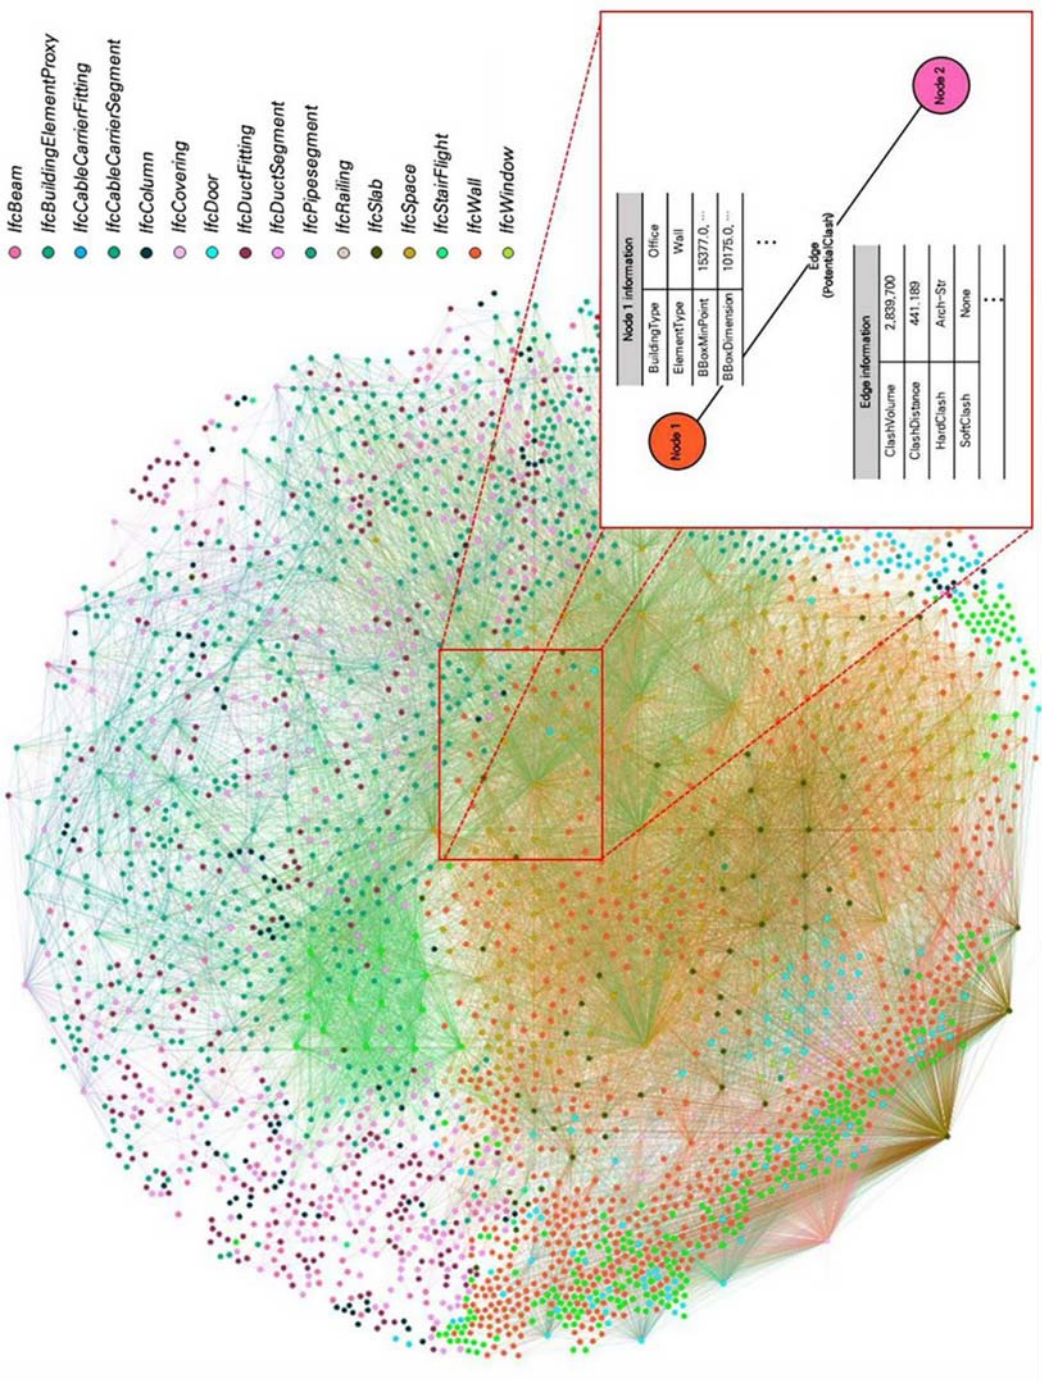 IfcBeam
IfcBuildingElementProxy
IfcCableCarrierFitting
IfcCableCarrierSegment
IfcColumn
IfcCovering
IfcDoor
IfcDuctFitting
IfcDuctSegment
IfcPipesegment
IfcRailing
IfcSlab
IfcSpace
IfcStairFlight
IfcWall
IfcWindow
Node 1 information
BuildingType Office
ElementType Wall
BBoxMinPoint 15377.0, ...
BBoxDimension 10175.0, ...
...
Node 1
Edge
(PotentialClash)
Node 2
Edge information
ClashVolume 2,839,700
ClashDistance 441.189
HardClash Arch-Str
SoftClash None
...